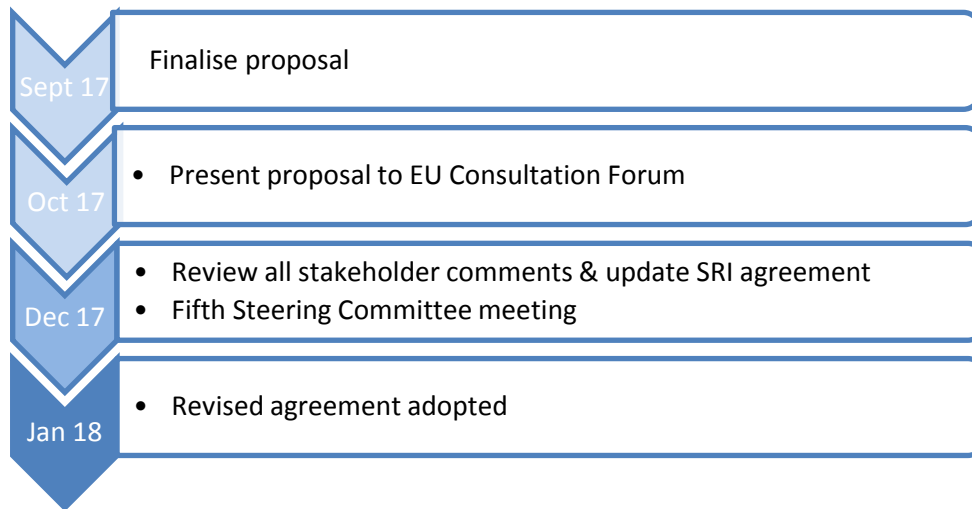 Sept 17
Finalise proposal
Oct 17
• Present proposal to EU Consultation Forum
Dec 17
• Review all stakeholder comments & update SRI agreement
• Fifth Steering Committee meeting
Jan 18
• Revised agreement adopted